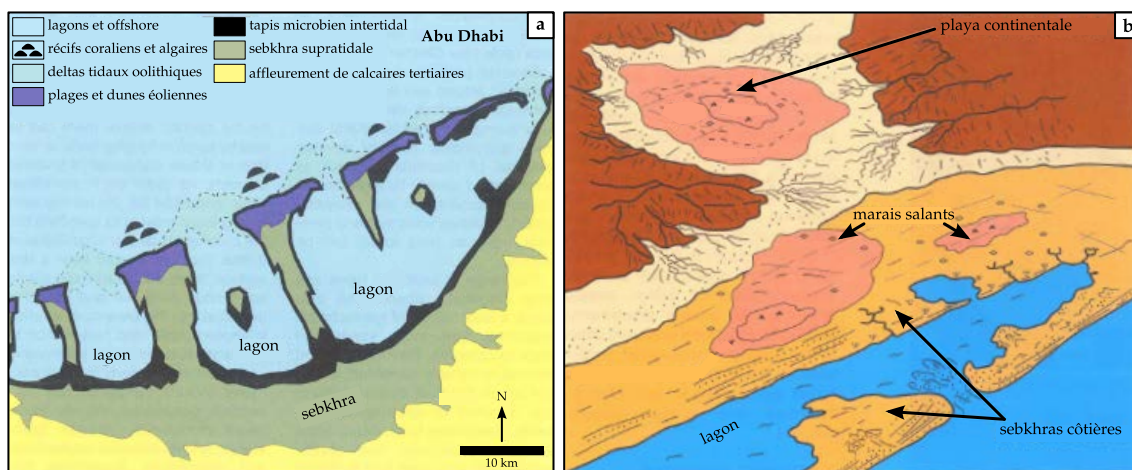 lagons et offshore
récifs coraliens et algaires
deltas tidaux oolithiques
plages et dunes éoliennes
tapis microbien intertidal
sebkhra supratidale
affleurement de calcaires tertiaires
Abu Dhabi
a
lagon
lagon
lagon
sebkhra
N
10 km
b
playa continentale
marais salants
lagon
sebkhras côtières